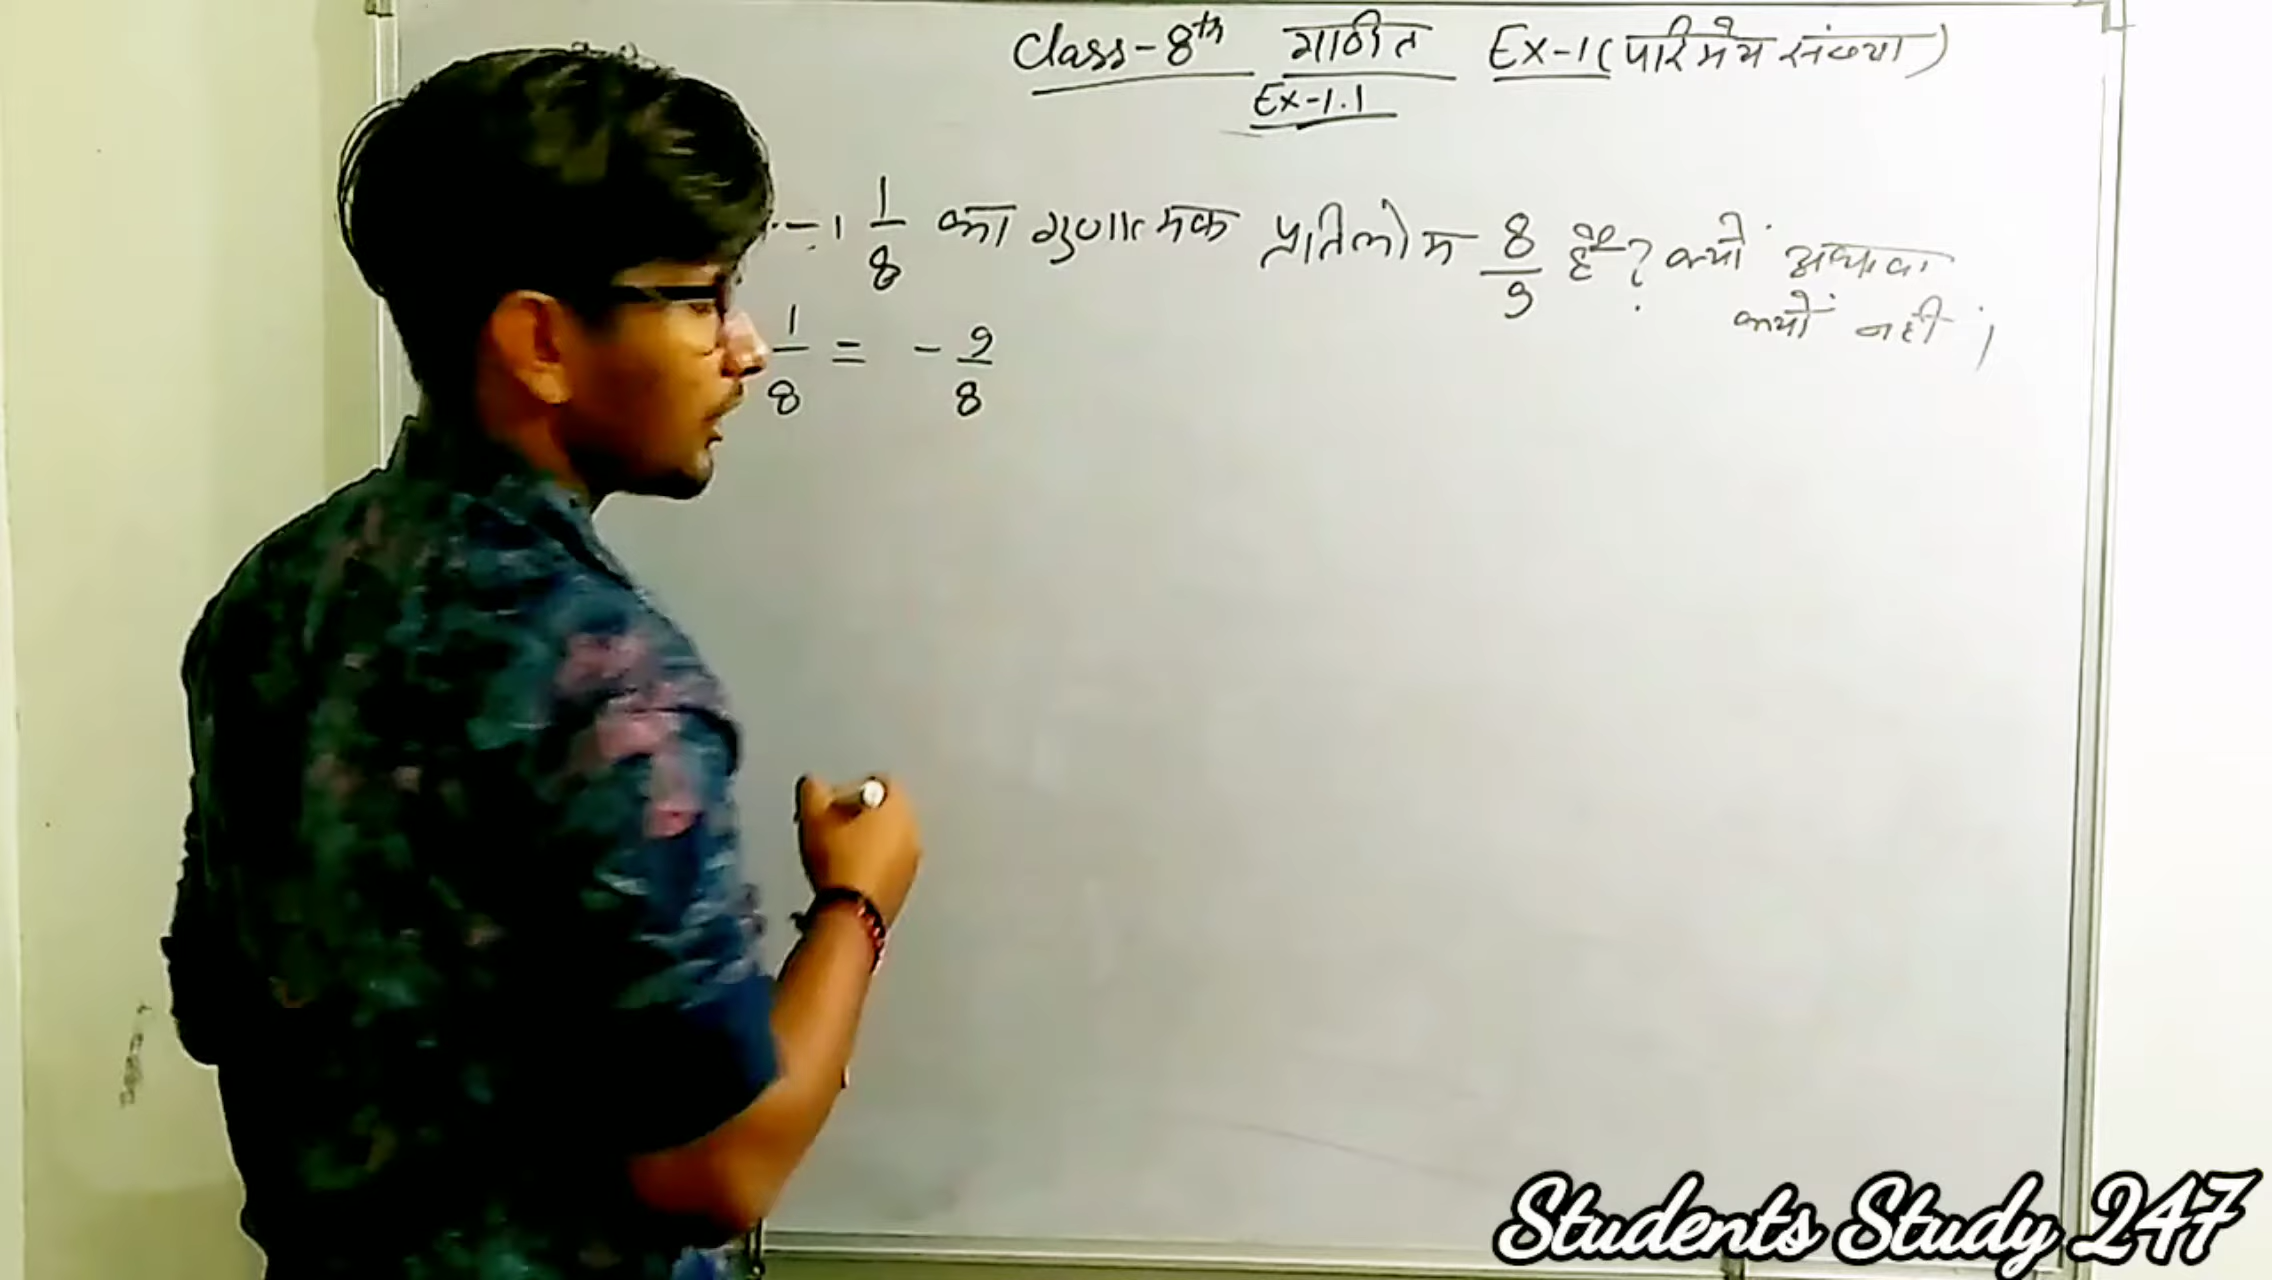 Class-8th गणित Ex-1(परिमेय संख्या)
Ex-1.1
-1 1/8 का गुणात्मक प्रतिलोम 8/9 है? क्यों अथवा
क्यों नहीं।
1/8 = - 9/8
Students Study 247